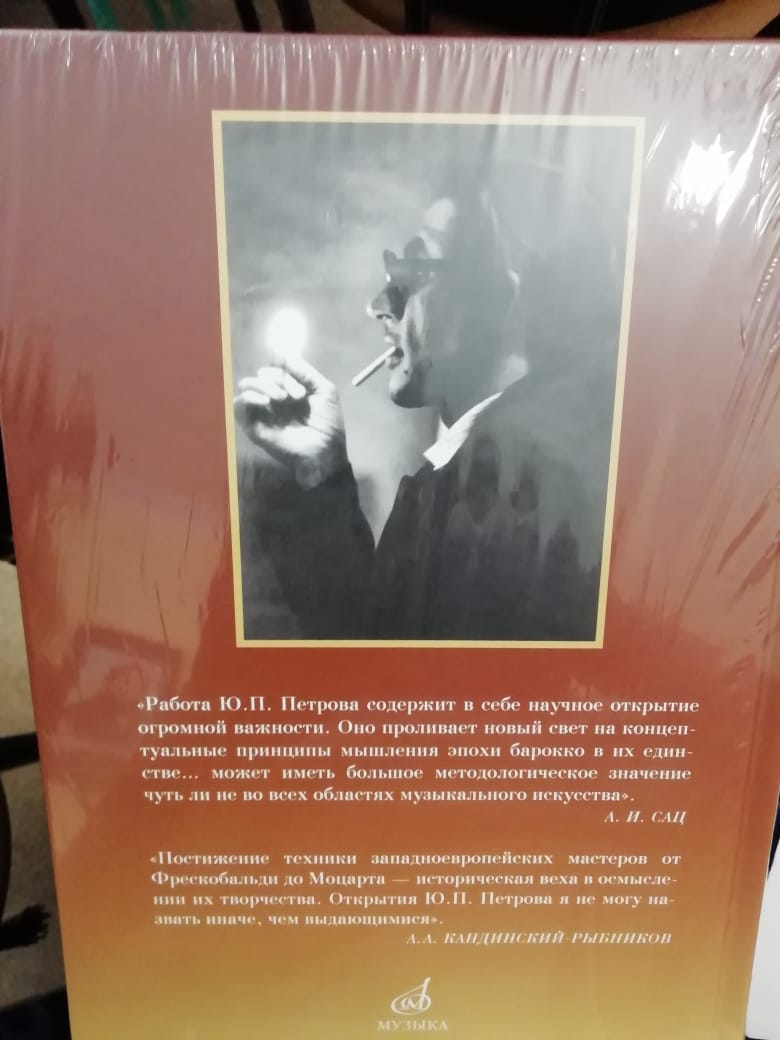 «Работа Ю.П. Петрова содержит в себе научное открытие
огромной важности. Оно проливает новый свет на концеп-
туальные принципы мышления эпохи барокко в их един-
стве... может иметь большое методологическое значение
чуть ли не во всех областях музыкального искусства».
А. И. САЦ
«Постижение техники западноевропейских мастеров от
Фрескобальди до Моцарта — историческая веха в осмысле-
нии их творчества. Открытия Ю.П. Петрова я не могу на-
звать иначе, чем выдающимися».
А.А. КАНДИНСКИЙ-РЫБНИКОВ
МУЗЫКА